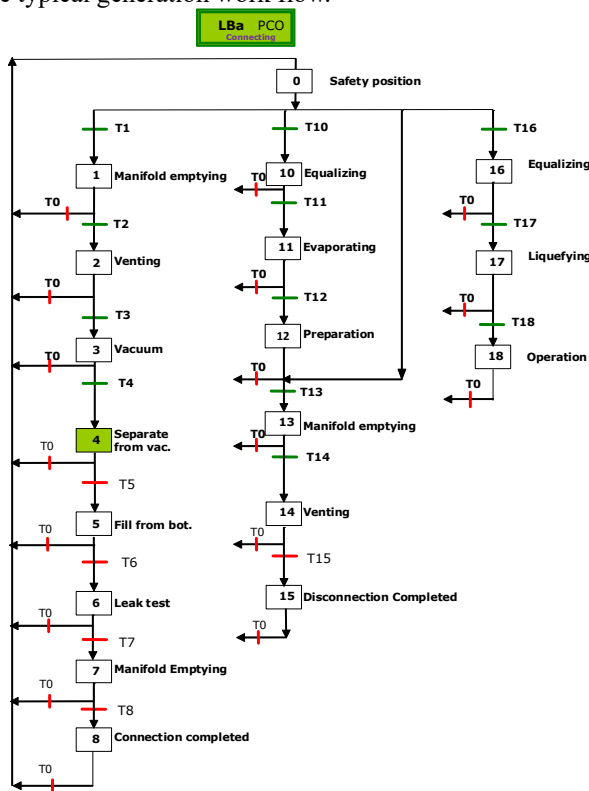 e typical generation work flow.
LBa PCO
Connecting
0 Safety position
T1 T10 T16
1 Manifold emptying
10 Equalizing
16 Equalizing
T0 T0 T0
T2 T11 T17
2 Venting
11 Evaporating
17 Liquefying
T0 T0 T0
T3 T12 T18
3 Vacuum
12 Preparation
18 Operation
T0 T0 T0
T4 T13
4 Separate
from vac.
13 Manifold emptying
T0 T0
T5 T14
5 Fill from bot.
14 Venting
T0 T0
T6 T15
6 Leak test
15 Disconnection Completed
T0 T0
T7
7 Manifold Emptying
T0
T8
8 Connection completed
T0